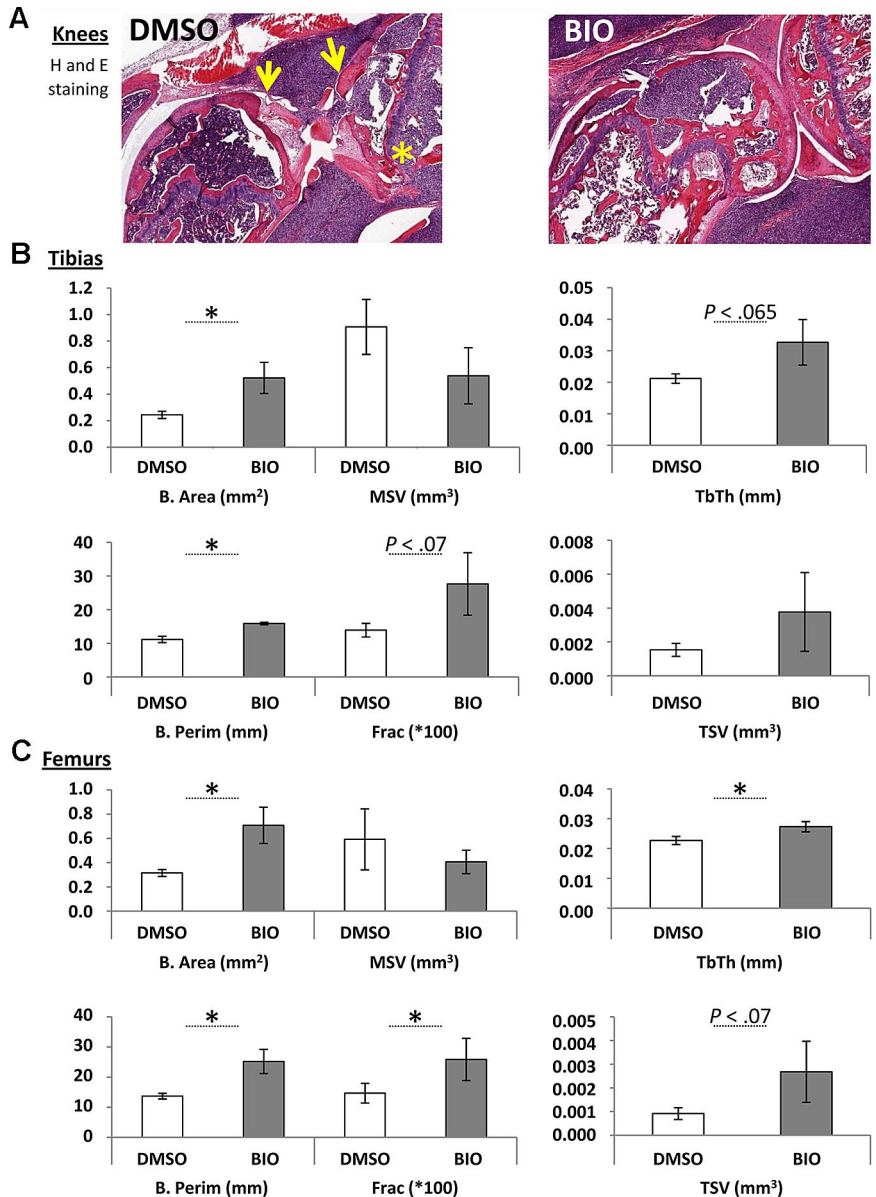 A
Knees
H and E
staining
DMSO
BIO
*
B Tibias
1.2
1.0
0.8
0.6
0.4
0.2
0.0
*
DMSO BIO DMSO BIO
B. Area (mm²) MSV (mm³)
0.05
0.04
0.03
0.02
0.01
0.00
P < .065
DMSO BIO
TbTh (mm)
40
30
20
10
0
*
P < .07
DMSO BIO DMSO BIO
B. Perim (mm) Frac (*100)
0.008
0.006
0.004
0.002
0.000
DMSO BIO
TSV (mm³)
C Femurs
1.0
0.8
0.6
0.4
0.2
0.0
*
DMSO BIO DMSO BIO
B. Area (mm²) MSV (mm³)
0.04
0.03
0.02
0.01
0.00
*
DMSO BIO
TbTh (mm)
40
30
20
10
0
* *
DMSO BIO DMSO BIO
B. Perim (mm) Frac (*100)
0.005
0.004
0.003
0.002
0.001
0.000
P < .07
DMSO BIO
TSV (mm³)